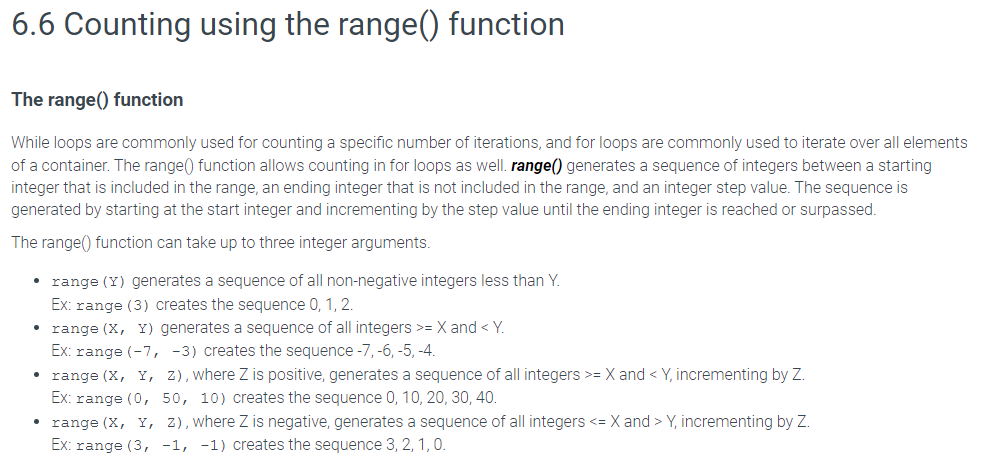 6.6 Counting using the range() function
The range() function
While loops are commonly used for counting a specific number of iterations, and for loops are commonly used to iterate over all elements
of a container. The range() function allows counting in for loops as well. range() generates a sequence of integers between a starting
integer that is included in the range, an ending integer that is not included in the range, and an integer step value. The sequence is
generated by starting at the start integer and incrementing by the step value until the ending integer is reached or surpassed.
The range() function can take up to three integer arguments.
• range(Y) generates a sequence of all non-negative integers less than Y.
Ex: range(3) creates the sequence 0, 1, 2.
• range(X, Y) generates a sequence of all integers >= X and < Y.
Ex: range(-7, -3) creates the sequence -7, -6, -5, -4.
• range(X, Y, Z), where Z is positive, generates a sequence of all integers >= X and < Y, incrementing by Z.
Ex: range(0, 50, 10) creates the sequence 0, 10, 20, 30, 40.
• range(X, Y, Z), where Z is negative, generates a sequence of all integers <= X and > Y, incrementing by Z.
Ex: range(3, -1, -1) creates the sequence 3, 2, 1, 0.